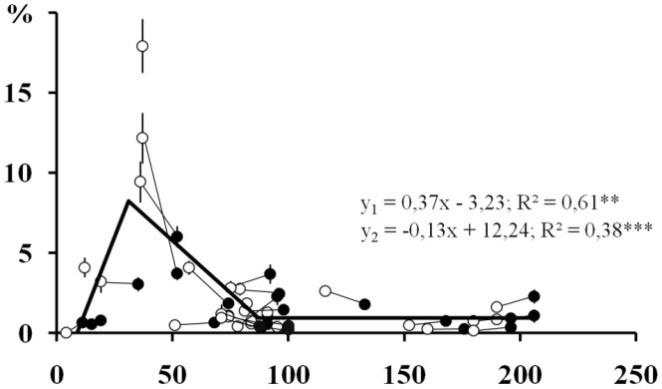 %
15
10
5
0
y₁ = 0,37x - 3,23; R² = 0,61**
y₂ = -0,13x + 12,24; R² = 0,38***
0 50 100 150 200 250